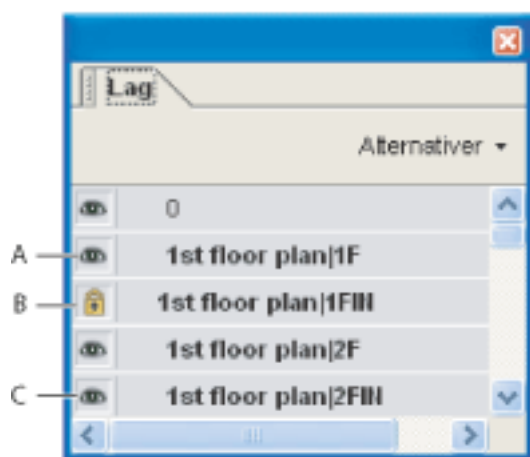 Lag
Alternativer
0
A 1st floor plan|1F
B 1st floor plan|1FIN
1st floor plan|2F
C 1st floor plan|2FIN